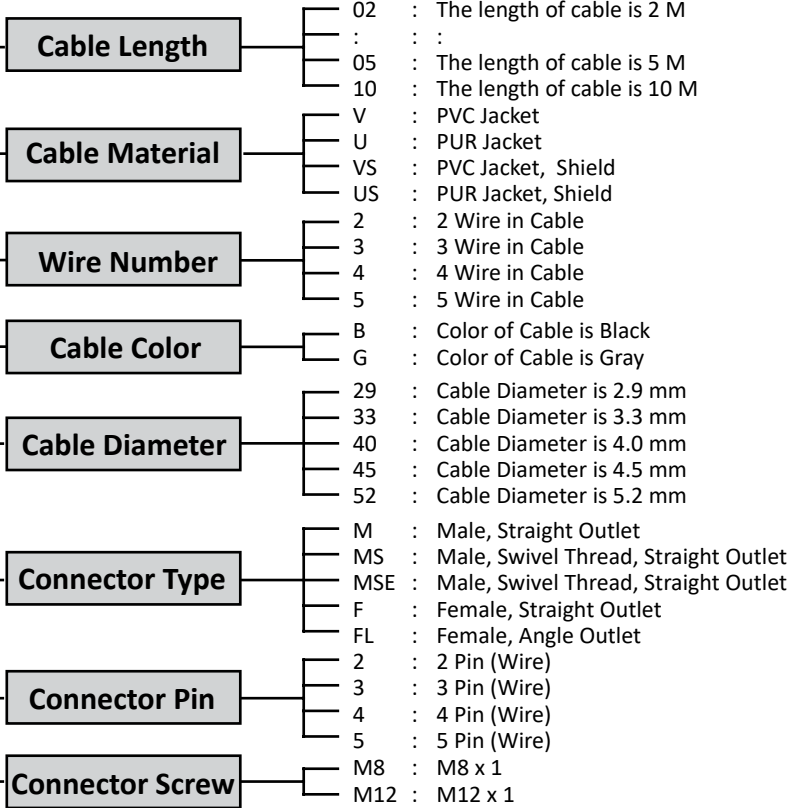 Cable Length
02 : The length of cable is 2 M
: : :
05 : The length of cable is 5 M
10 : The length of cable is 10 M
Cable Material
V : PVC Jacket
U : PUR Jacket
VS : PVC Jacket, Shield
US : PUR Jacket, Shield
Wire Number
2 : 2 Wire in Cable
3 : 3 Wire in Cable
4 : 4 Wire in Cable
5 : 5 Wire in Cable
Cable Color
B : Color of Cable is Black
G : Color of Cable is Gray
Cable Diameter
29 : Cable Diameter is 2.9 mm
33 : Cable Diameter is 3.3 mm
40 : Cable Diameter is 4.0 mm
45 : Cable Diameter is 4.5 mm
52 : Cable Diameter is 5.2 mm
Connector Type
M : Male, Straight Outlet
MS : Male, Swivel Thread, Straight Outlet
MSE : Male, Swivel Thread, Straight Outlet
F : Female, Straight Outlet
FL : Female, Angle Outlet
Connector Pin
2 : 2 Pin (Wire)
3 : 3 Pin (Wire)
4 : 4 Pin (Wire)
5 : 5 Pin (Wire)
Connector Screw
M8 : M8 x 1
M12 : M12 x 1